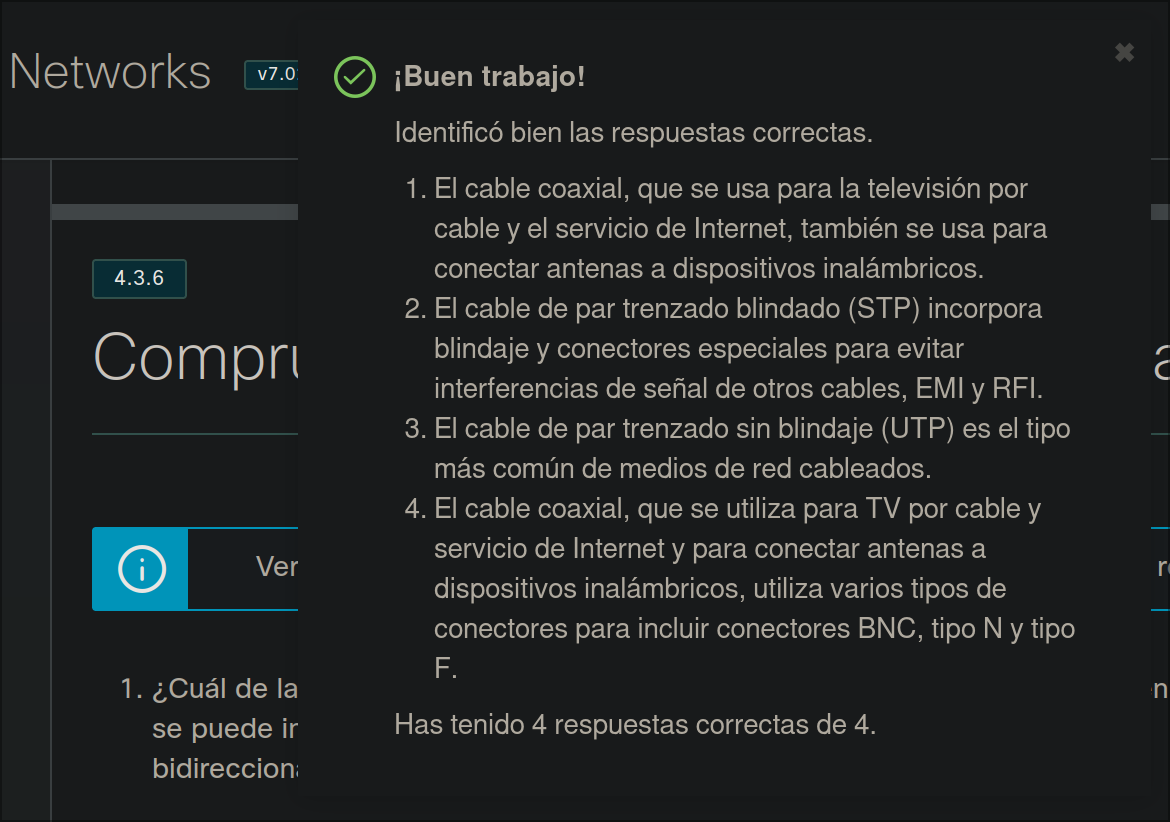 Networks
v7.0
¡Buen trabajo!
Identificó bien las respuestas correctas.
1. El cable coaxial, que se usa para la televisión por
cable y el servicio de Internet, también se usa para
conectar antenas a dispositivos inalámbricos.
2. El cable de par trenzado blindado (STP) incorpora
blindaje y conectores especiales para evitar
interferencias de señal de otros cables, EMI y RFI.
3. El cable de par trenzado sin blindaje (UTP) es el tipo
más común de medios de red cableados.
4. El cable coaxial, que se utiliza para TV por cable y
servicio de Internet y para conectar antenas a
dispositivos inalámbricos, utiliza varios tipos de
conectores para incluir conectores BNC, tipo N y tipo
F.
Has tenido 4 respuestas correctas de 4.
4.3.6
Compru
Ver
1. ¿Cuál de la
se puede